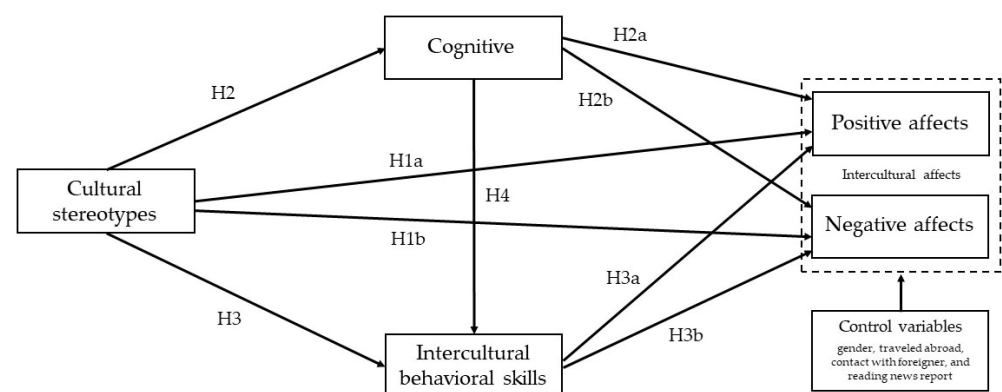 Cognitive
H2a
H2
H2b
Positive affects
H1a
Intercultural affects
Cultural
stereotypes
H4
H1b
Negative affects
H3a
H3
H3b
Intercultural
behavioral skills
Control variables
gender, traveled abroad,
contact with foreigner, and
reading news report